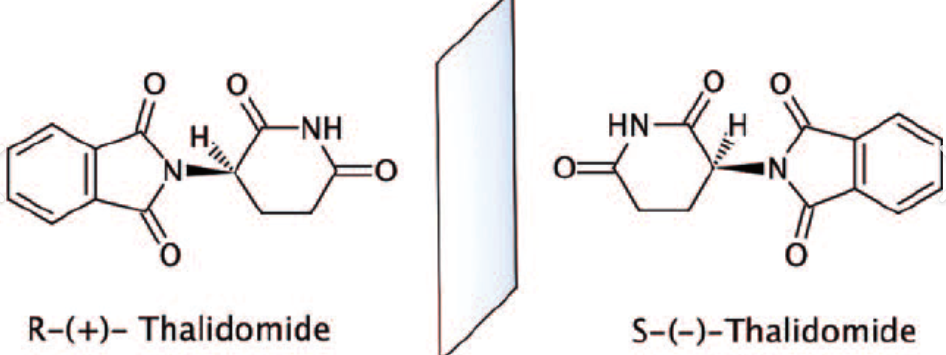 O
O
H
NH
N
O
O
R-(+)- Thalidomide
O
O
HN
H
O
N
O
S-(-)-Thalidomide